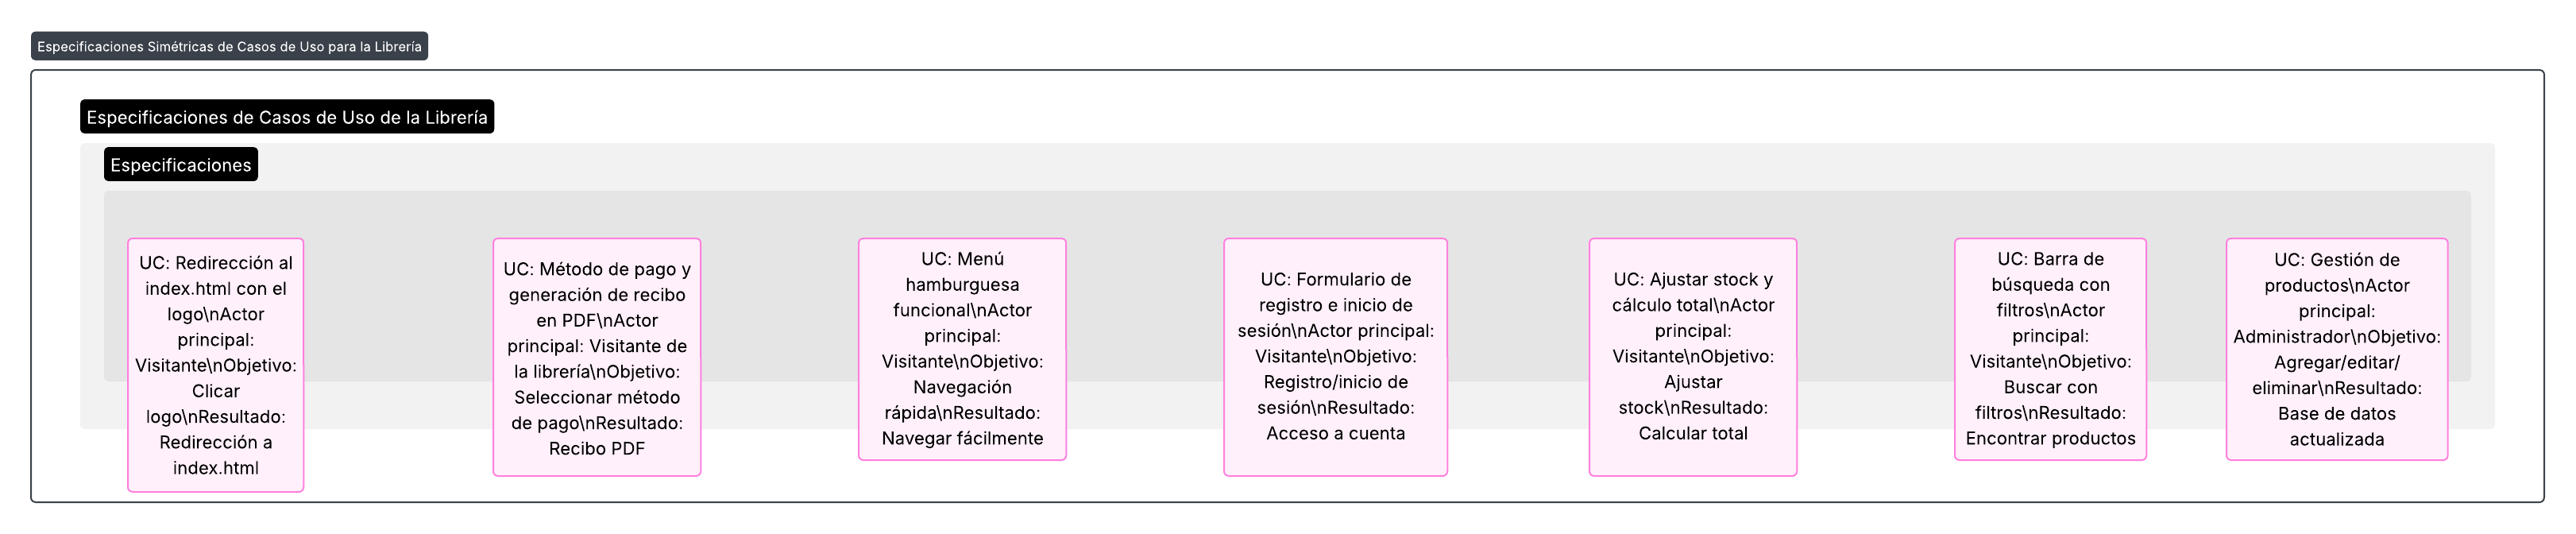 Especificaciones Simétricas de Casos de Uso para la Librería
Especificaciones de Casos de Uso de la Librería
Especificaciones
UC: Redirección al
index.html con el
logo\nActor
principal:
Visitante\nObjetivo:
Clicar
logo\nResultado:
Redirección a
index.html
UC: Método de pago y
generación de recibo
en PDF\nActor
principal: Visitante de
la librería\nObjetivo:
Seleccionar método
de pago\nResultado:
Recibo PDF
UC: Menú
hamburguesa
funcional\nActor
principal:
Visitante\nObjetivo:
Navegación
rápida\nResultado:
Navegar fácilmente
UC: Formulario de
registro e inicio de
sesión\nActor principal:
Visitante\nObjetivo:
Registro/inicio de
sesión\nResultado:
Acceso a cuenta
UC: Ajustar stock y
cálculo total\nActor
principal:
Visitante\nObjetivo:
Ajustar
stock\nResultado:
Calcular total
UC: Barra de
búsqueda con
filtros\nActor
principal:
Visitante\nObjetivo:
Buscar con
filtros\nResultado:
Encontrar productos
UC: Gestión de
productos\nActor
principal:
Administrador\nObjetivo:
Agregar/editar/
eliminar\nResultado:
Base de datos
actualizada